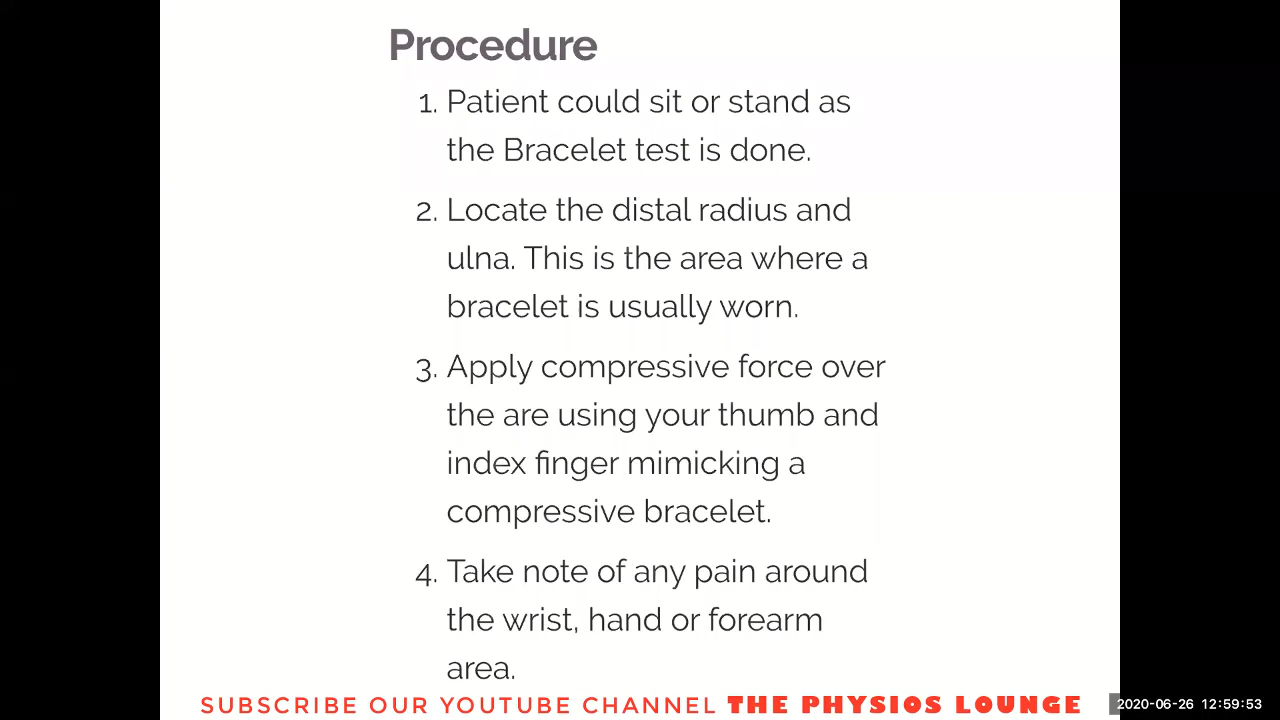 Procedure
1. Patient could sit or stand as
the Bracelet test is done.
2. Locate the distal radius and
ulna. This is the area where a
bracelet is usually worn.
3. Apply compressive force over
the are using your thumb and
index finger mimicking a
compressive bracelet.
4. Take note of any pain around
the wrist, hand or forearm
area.
SUBSCRIBE OUR YOUTUBE CHANNEL THE PHYSIOS LOUNGE
2020-06-26 12:59:53